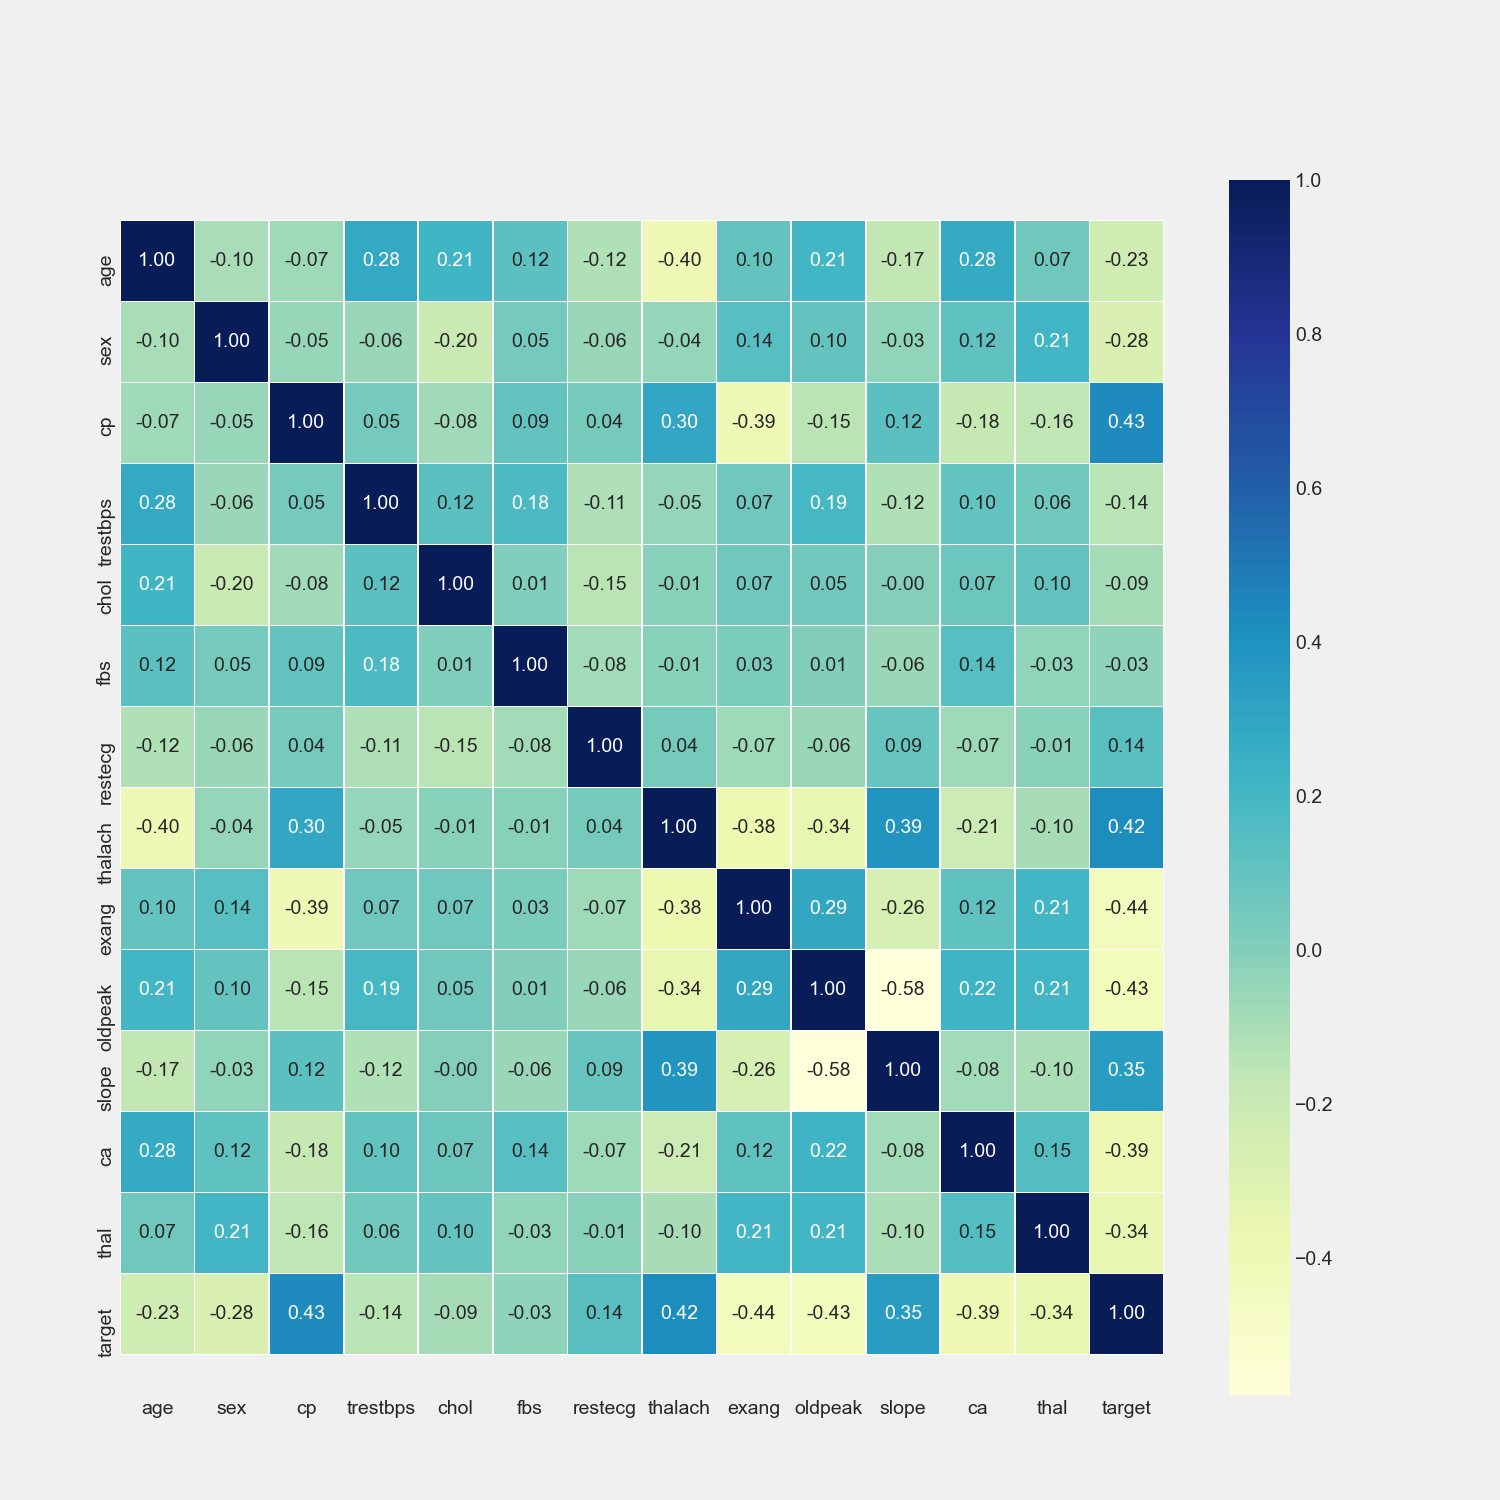 age 1.00 -0.10 -0.07 0.28 0.21 0.12 -0.12 -0.40 0.10 0.21 -0.17 0.28 0.07 -0.23
sex -0.10 1.00 -0.05 -0.06 -0.20 0.05 -0.06 -0.04 0.14 0.10 -0.03 0.12 0.21 -0.28
cp -0.07 -0.05 1.00 0.05 -0.08 0.09 0.04 0.30 -0.39 -0.15 0.12 -0.18 -0.16 0.43
trestbps 0.28 -0.06 0.05 1.00 0.12 0.18 -0.11 -0.05 0.07 0.19 -0.12 0.10 0.06 -0.14
chol 0.21 -0.20 -0.08 0.12 1.00 0.01 -0.15 -0.01 0.07 0.05 -0.00 0.07 0.10 -0.09
fbs 0.12 0.05 0.09 0.18 0.01 1.00 -0.08 -0.01 0.03 0.01 -0.06 0.14 -0.03 -0.03
restecg -0.12 -0.06 0.04 -0.11 -0.15 -0.08 1.00 0.04 -0.07 -0.06 0.09 -0.07 -0.01 0.14
thalach -0.40 -0.04 0.30 -0.05 -0.01 -0.01 0.04 1.00 -0.38 -0.34 0.39 -0.21 -0.10 0.42
exang 0.10 0.14 -0.39 0.07 0.07 0.03 -0.07 -0.38 1.00 0.29 -0.26 0.12 0.21 -0.44
oldpeak 0.21 0.10 -0.15 0.19 0.05 0.01 -0.06 -0.34 0.29 1.00 -0.58 0.22 0.21 -0.43
slope -0.17 -0.03 0.12 -0.12 -0.00 -0.06 0.09 0.39 -0.26 -0.58 1.00 -0.08 -0.10 0.35
ca 0.28 0.12 -0.18 0.10 0.07 0.14 -0.07 -0.21 0.12 0.22 -0.08 1.00 0.15 -0.39
thal 0.07 0.21 -0.16 0.06 0.10 -0.03 -0.01 -0.10 0.21 0.21 -0.10 0.15 1.00 -0.34
target -0.23 -0.28 0.43 -0.14 -0.09 -0.03 0.14 0.42 -0.44 -0.43 0.35 -0.39 -0.34 1.00
age sex cp trestbps chol fbs restecg thalach exang oldpeak slope ca thal target
1.0
0.8
0.6
0.4
0.2
0.0
−0.2
−0.4